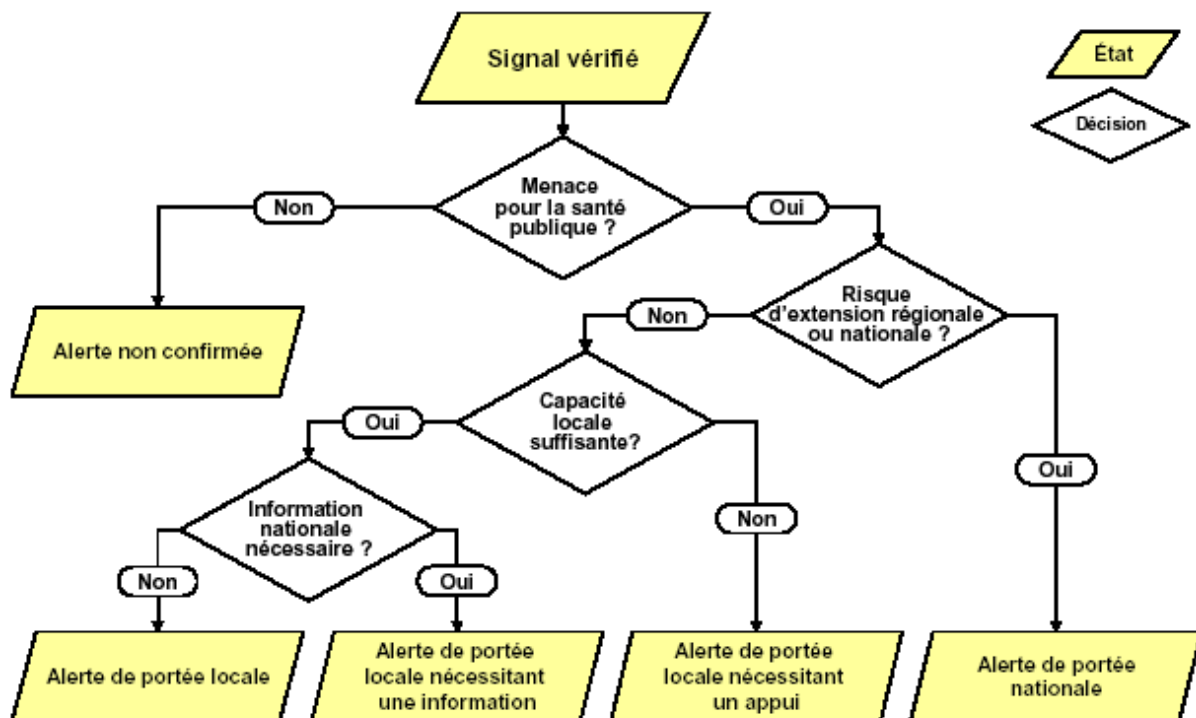 Signal vérifié
État
Décision
Menace
pour la santé
publique ?
Non
Oui
Risque
d'extension régionale
ou nationale ?
Alerte non confirmée
Non
Capacité
locale
suffisante?
Oui
Oui
Information
nationale
nécessaire ?
Non
Non
Oui
Alerte de portée locale
Alerte de portée
locale nécessitant
une information
Alerte de portée
locale nécessitant
un appui
Alerte de portée
nationale